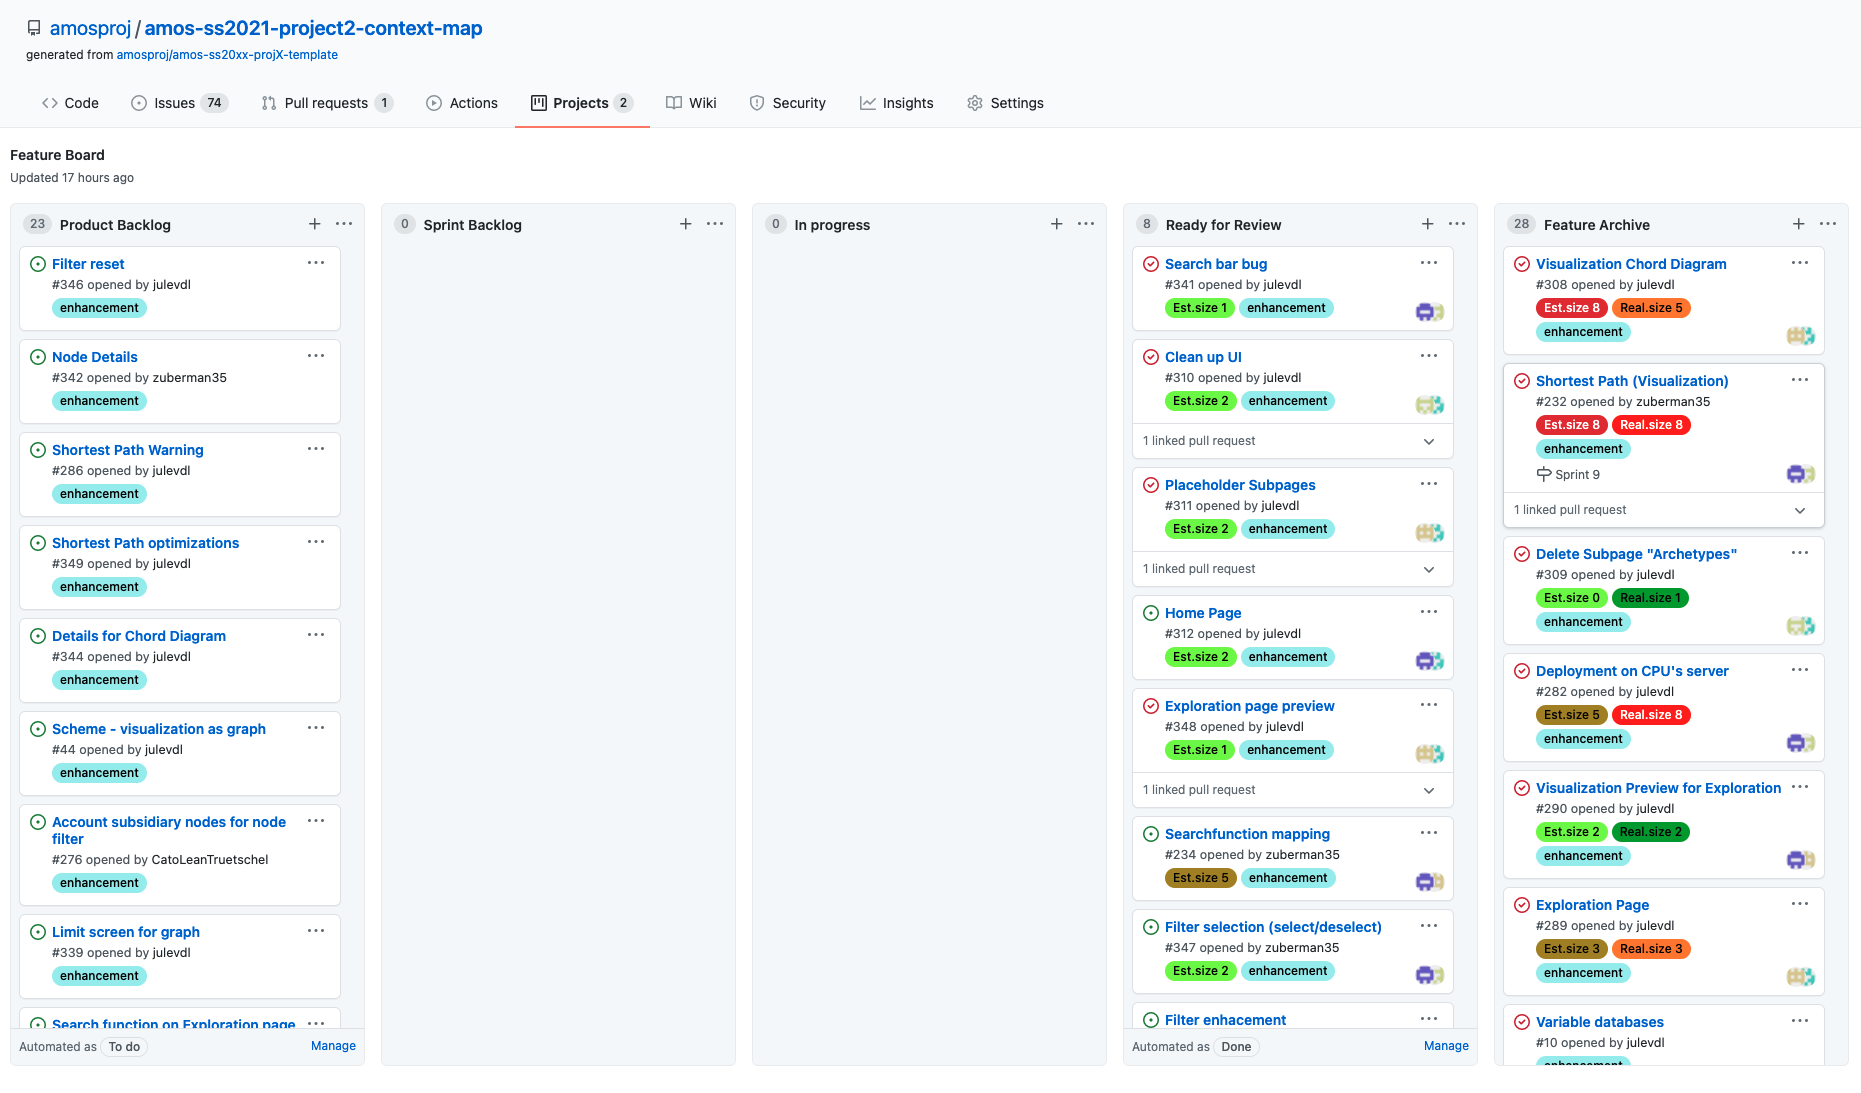 amosproj / amos-ss2021-project2-context-map
generated from amosproj/amos-ss20xx-projX-template
Code
Issues 74
Pull requests 1
Actions
Projects 2
Wiki
Security
Insights
Settings
Feature Board
Updated 17 hours ago
23 Product Backlog
Filter reset
#346 opened by julevdl
enhancement
Node Details
#342 opened by zuberman35
enhancement
Shortest Path Warning
#286 opened by julevdl
enhancement
Shortest Path optimizations
#349 opened by julevdl
enhancement
Details for Chord Diagram
#344 opened by julevdl
enhancement
Scheme - visualization as graph
#44 opened by julevdl
enhancement
Account subsidiary nodes for node
filter
#276 opened by CatoLeanTruetschel
enhancement
Limit screen for graph
#339 opened by julevdl
enhancement
Search function on Exploration page
Automated as To do
Manage
0 Sprint Backlog
0 In progress
8 Ready for Review
Search bar bug
#341 opened by julevdl
Est.size 1 enhancement
Clean up UI
#310 opened by julevdl
Est.size 2 enhancement
1 linked pull request
Placeholder Subpages
#311 opened by julevdl
Est.size 2 enhancement
1 linked pull request
Home Page
#312 opened by julevdl
Est.size 2 enhancement
Exploration page preview
#348 opened by julevdl
Est.size 1 enhancement
1 linked pull request
Searchfunction mapping
#234 opened by zuberman35
Est.size 5 enhancement
Filter selection (select/deselect)
#347 opened by zuberman35
Est.size 2 enhancement
Filter enhacement
Automated as Done
Manage
28 Feature Archive
Visualization Chord Diagram
#308 opened by julevdl
Est.size 8 Real.size 5
enhancement
Shortest Path (Visualization)
#232 opened by zuberman35
Est.size 8 Real.size 8
enhancement
Sprint 9
1 linked pull request
Delete Subpage "Archetypes"
#309 opened by julevdl
Est.size 0 Real.size 1
enhancement
Deployment on CPU's server
#282 opened by julevdl
Est.size 5 Real.size 8
enhancement
Visualization Preview for Exploration
#290 opened by julevdl
Est.size 2 Real.size 2
enhancement
Exploration Page
#289 opened by julevdl
Est.size 3 Real.size 3
enhancement
Variable databases
#10 opened by julevdl
enhancement